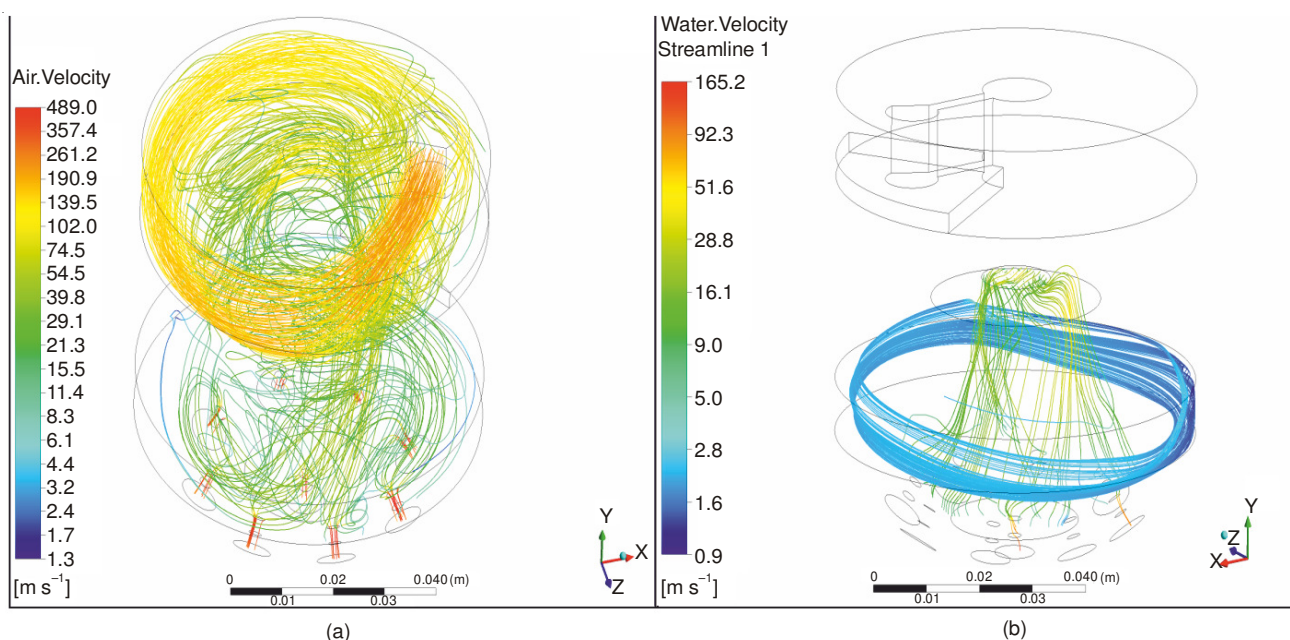 Air.Velocity
489.0
357.4
261.2
190.9
139.5
102.0
74.5
54.5
39.8
29.1
21.3
15.5
11.4
8.3
6.1
4.4
3.2
2.4
1.7
1.3
[m s⁻¹]
0 0.02 0.040 (m)
0.01 0.03
X
Y
Z
(a)
Water.Velocity
Streamline 1
165.2
92.3
51.6
28.8
16.1
9.0
5.0
2.8
1.6
0.9
[m s⁻¹]
0 0.02 0.040 (m)
0.01 0.03
Y
Z
X
(b)